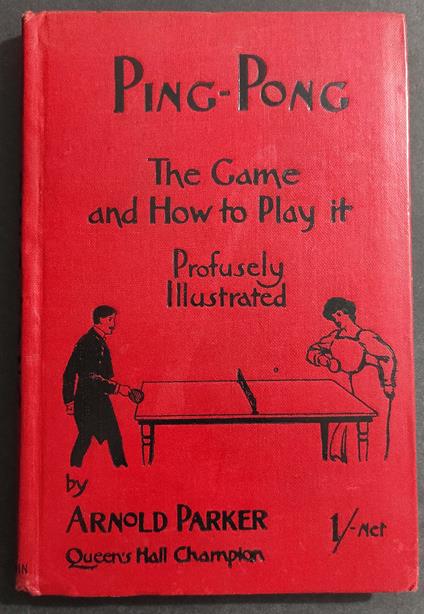 PING-PONG
The Game
and How to Play it
Profusely
Illustrated
by
ARNOLD PARKER
Queen's Hall Champion
1/- Net